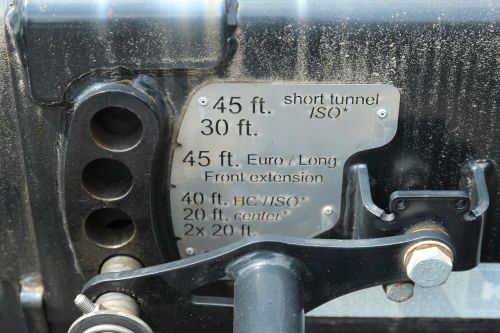 45 ft. short tunnel
ISO*
30 ft.
45 ft. Euro / Long
Front extension
40 ft. HC / ISO*
20 ft. center*
2x 20 ft.